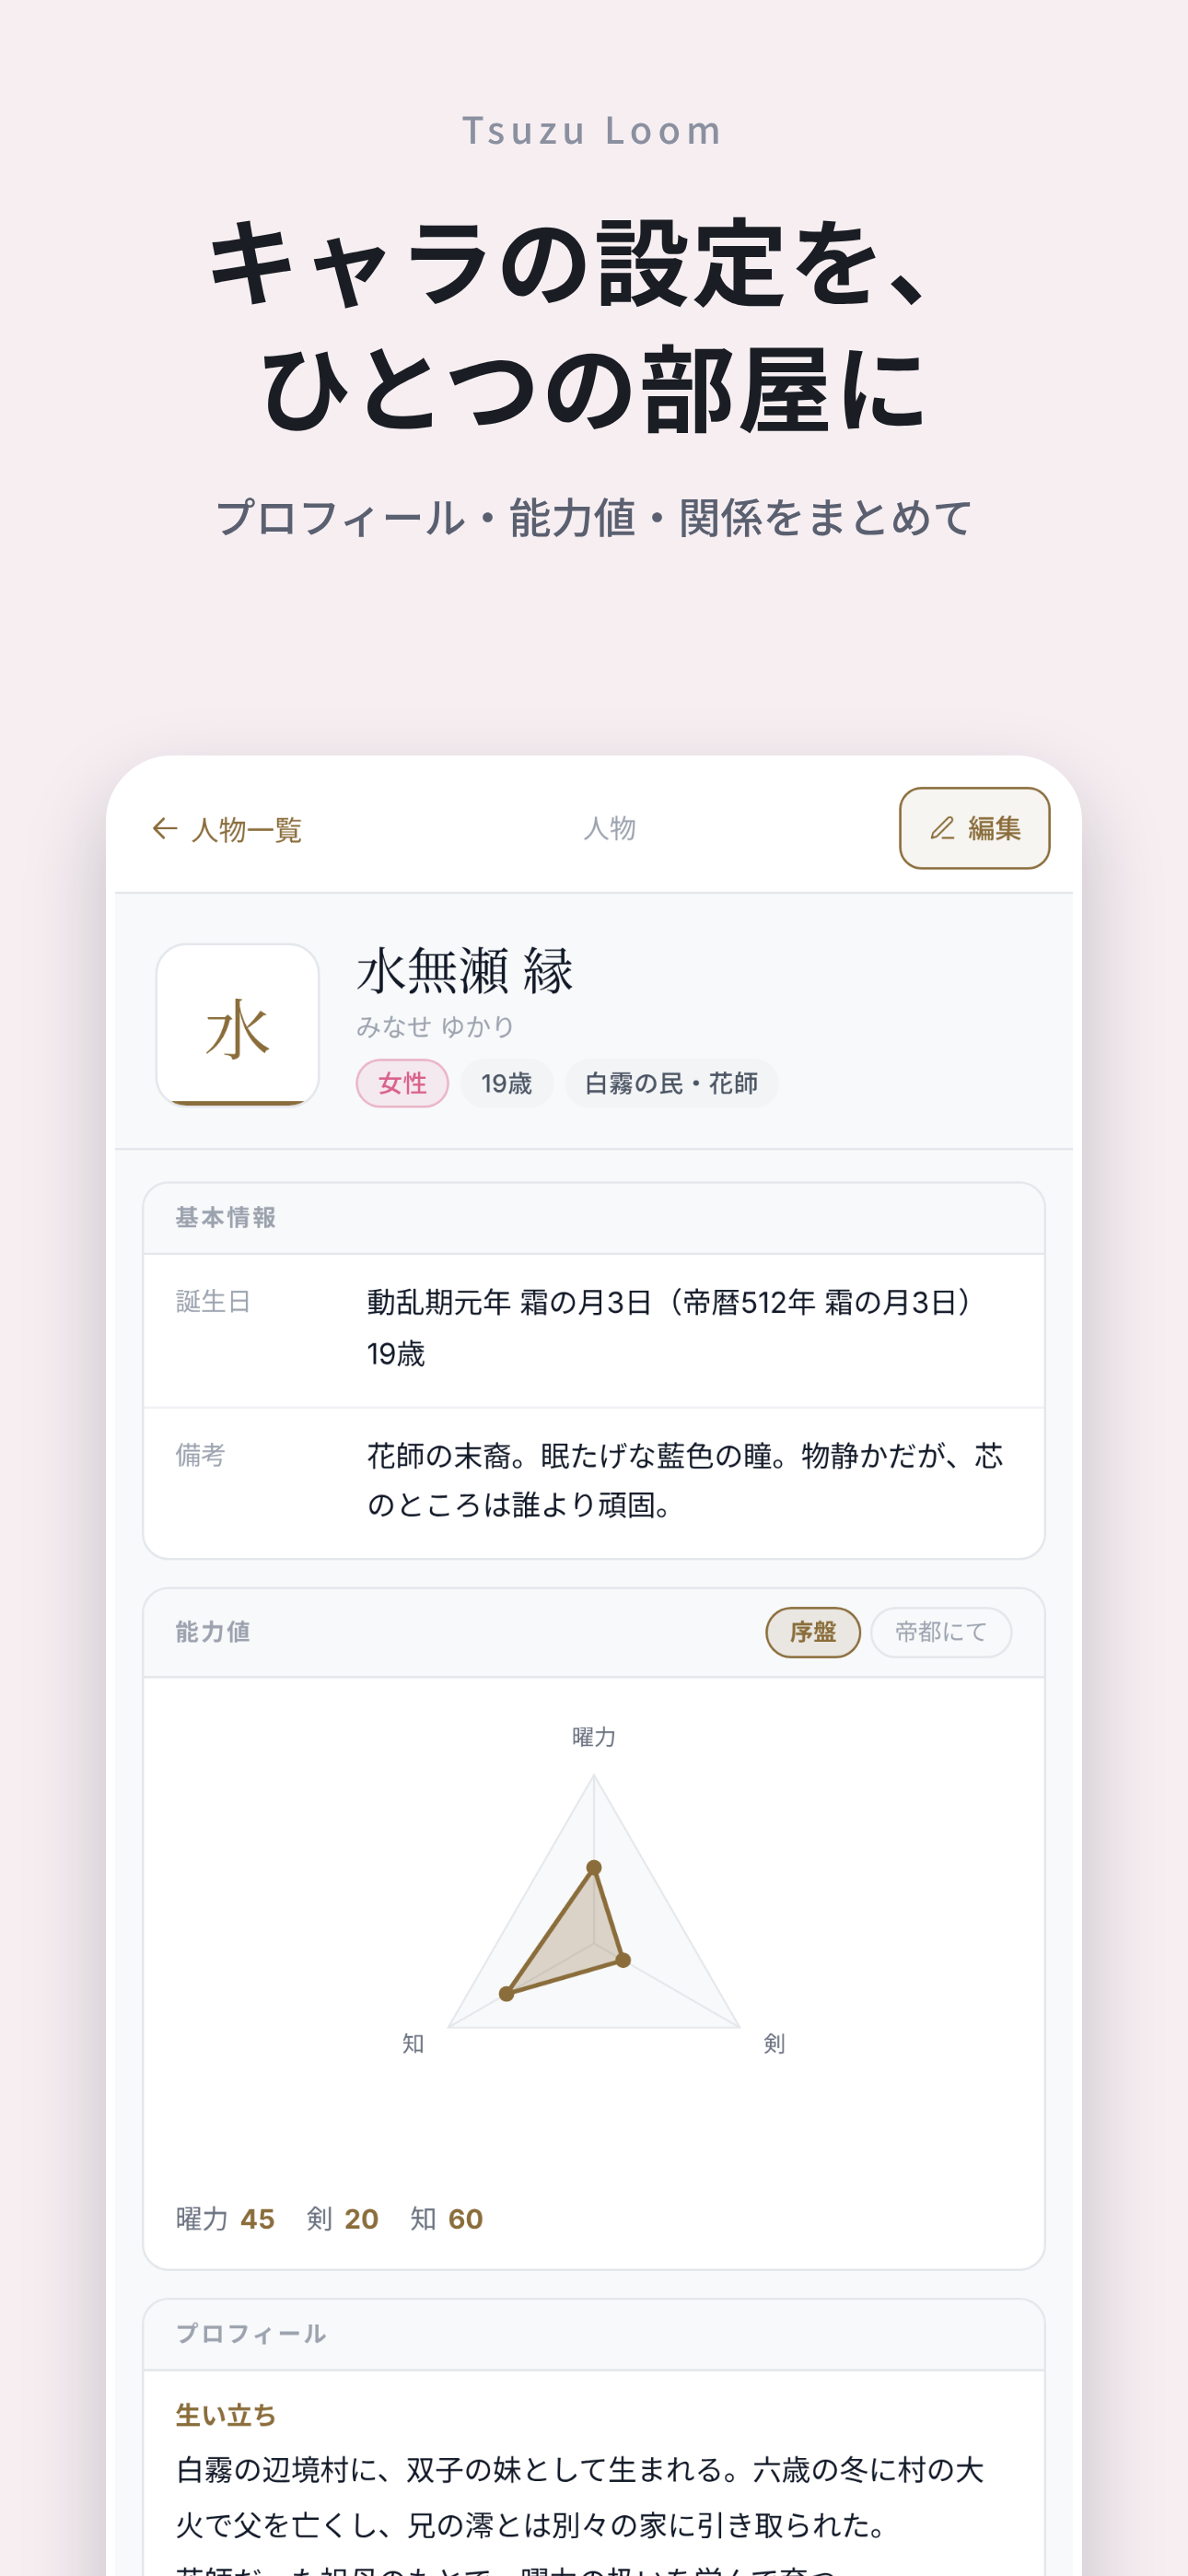 Tsuzu Loom
キャラの設定を、
ひとつの部屋に
プロフィール・能力値・関係をまとめて
← 人物一覧
人物
編集
水
水無瀬 縁
みなせ ゆかり
女性
19歳
白霧の民・花師
基本情報
誕生日
動乱期元年 霜の月3日（帝暦512年 霜の月3日）
19歳
備考
花師の末裔。眠たげな藍色の瞳。物静かだが、芯
のところは誰より頑固。
能力値
序盤
帝都にて
曜力
知
剣
曜力 45 剣 20 知 60
プロフィール
生い立ち
白霧の辺境村に、双子の妹として生まれる。六歳の冬に村の大
火で父を亡くし、兄の澪とは別々の家に引き取られた。